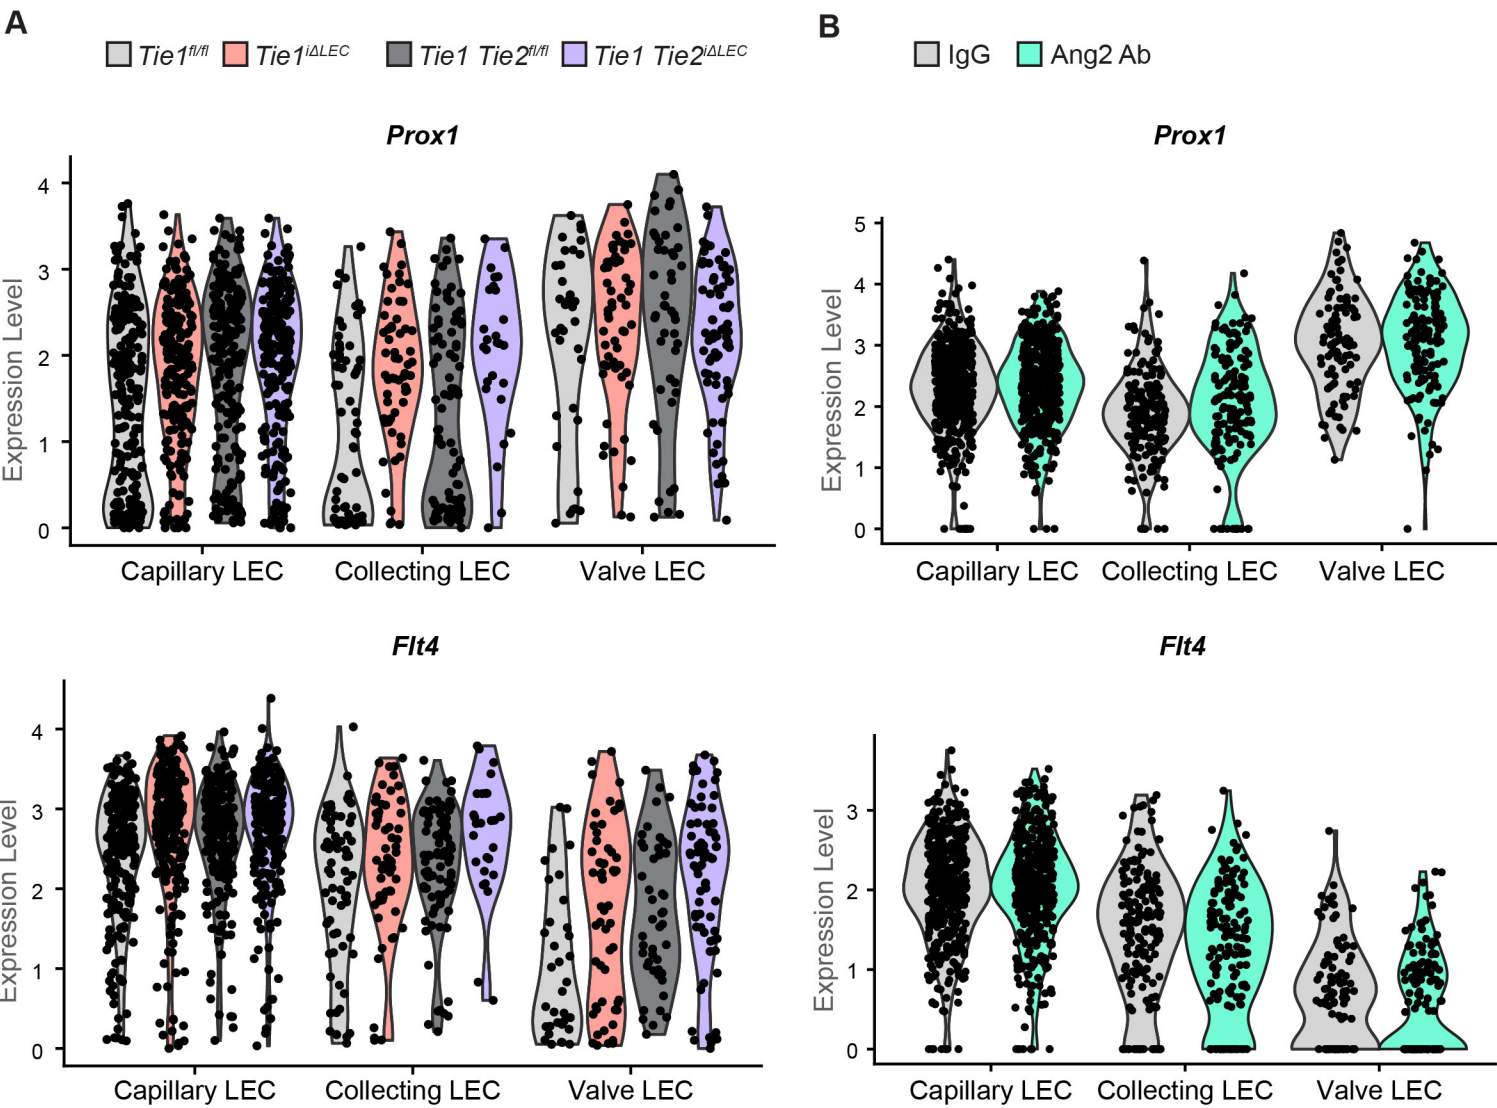 A
B
Tie1fl/fl Tie1iΔLEC Tie1 Tie2fl/fl Tie1 Tie2iΔLEC
IgG Ang2 Ab
Prox1
Expression Level
4
3
2
1
0
Capillary LEC Collecting LEC Valve LEC
Prox1
Expression Level
5
4
3
2
1
0
Capillary LEC Collecting LEC Valve LEC
Flt4
Expression Level
4
3
2
1
0
Capillary LEC Collecting LEC Valve LEC
Flt4
Expression Level
3
2
1
0
Capillary LEC Collecting LEC Valve LEC